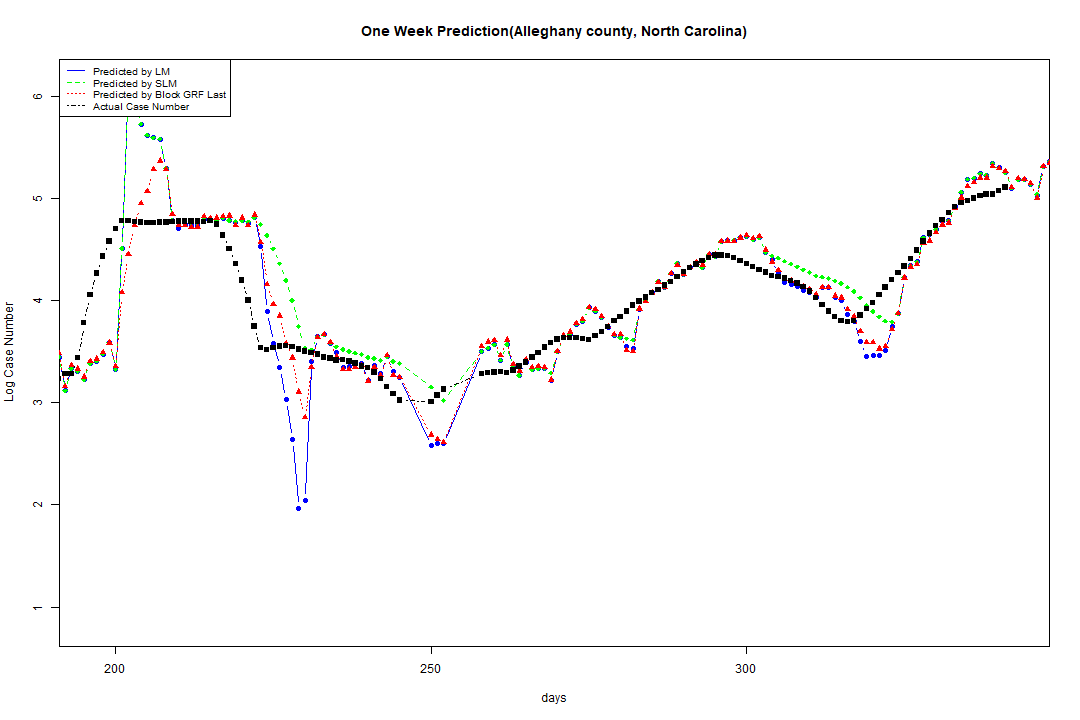 One Week Prediction(Alleghany county, North Carolina)
Predicted by LM
Predicted by SLM
Predicted by Block GRF Last
Actual Case Number
6
5
4
3
2
1
Log Case Number
200
250
300
days